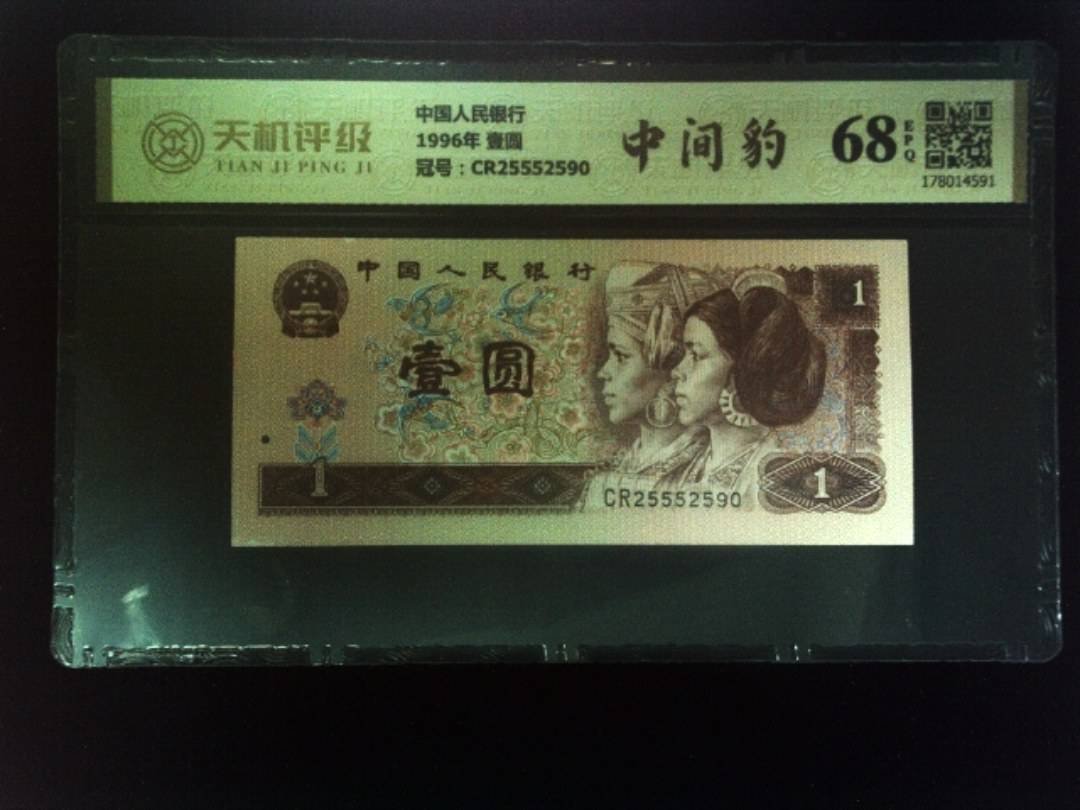 天机评级
TIAN JI PING JI
中国人民银行
1996年 壹圆
冠号：CR25552590
中间豹
68
EPQ
178014591
中国人民银行
1
壹圆
1
CR25552590
1